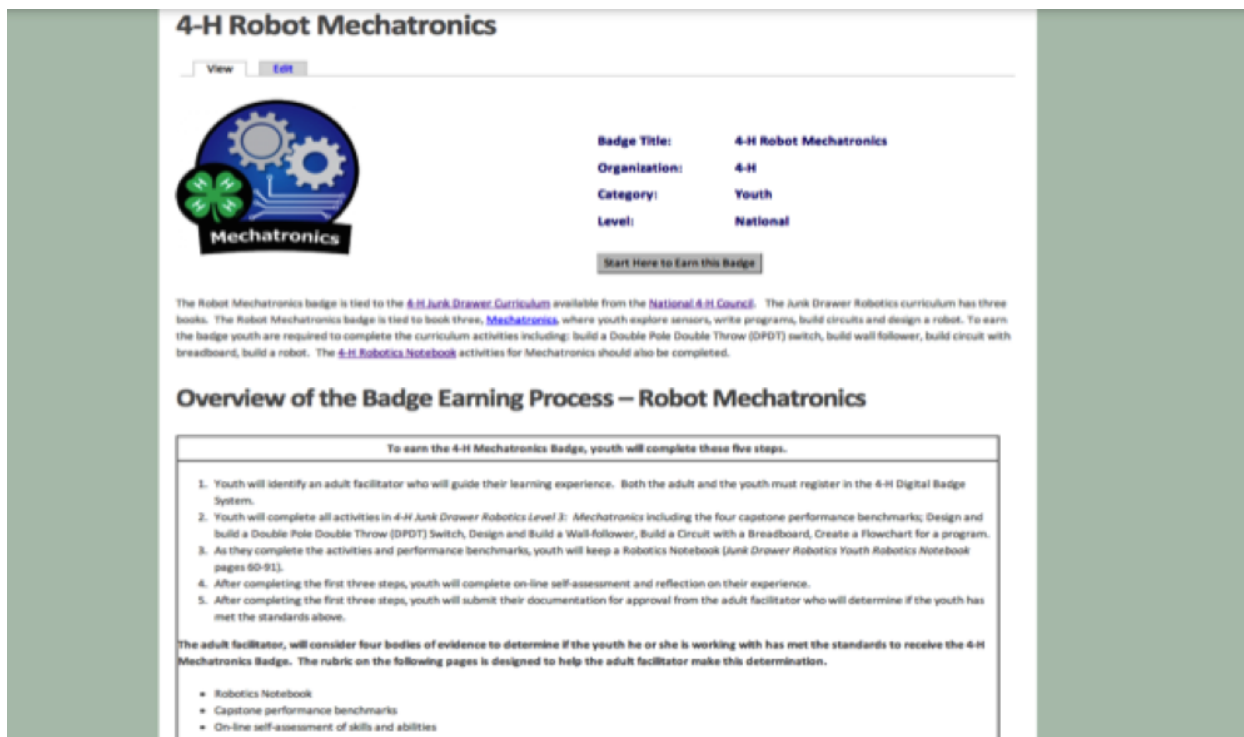 4-H Robot Mechatronics
View Edit
Mechatronics
H H H H
Badge Title: 4-H Robot Mechatronics
Organization: 4-H
Category: Youth
Level: National
Start Here to Earn this Badge
The Robot Mechatronics badge is tied to the 4-H Junk Drawer Curriculum available from the National 4-H Council. The Junk Drawer Robotics curriculum has three
books. The Robot Mechatronics badge is tied to book three, Mechatronics, where youth explore sensors, write programs, build circuits and design a robot. To earn
the badge youth are required to complete the curriculum activities including: build a Double Pole Double Throw (DPDT) switch, build wall follower, build circuit with
breadboard, build a robot. The 4-H Robotics Notebook activities for Mechatronics should also be completed.
Overview of the Badge Earning Process – Robot Mechatronics
To earn the 4-H Mechatronics Badge, youth will complete these five steps.
1. Youth will identify an adult facilitator who will guide their learning experience. Both the adult and the youth must register in the 4-H Digital Badge
System.
2. Youth will complete all activities in 4-H Junk Drawer Robotics Level 3: Mechatronics including the four capstone performance benchmarks; Design and
build a Double Pole Double Throw (DPDT) Switch, Design and Build a Wall-follower, Build a Circuit with a Breadboard, Create a Flowchart for a program.
3. As they complete the activities and performance benchmarks, youth will keep a Robotics Notebook (Junk Drawer Robotics Youth Robotics Notebook
pages 60-91).
4. After completing the first three steps, youth will complete on-line self-assessment and reflection on their experience.
5. After completing the first three steps, youth will submit their documentation for approval from the adult facilitator who will determine if the youth has
met the standards above.
The adult facilitator, will consider four bodies of evidence to determine if the youth he or she is working with has met the standards to receive the 4-H
Mechatronics Badge. The rubric on the following pages is designed to help the adult facilitator make this determination.
• Robotics Notebook
• Capstone performance benchmarks
• On-line self-assessment of skills and abilities